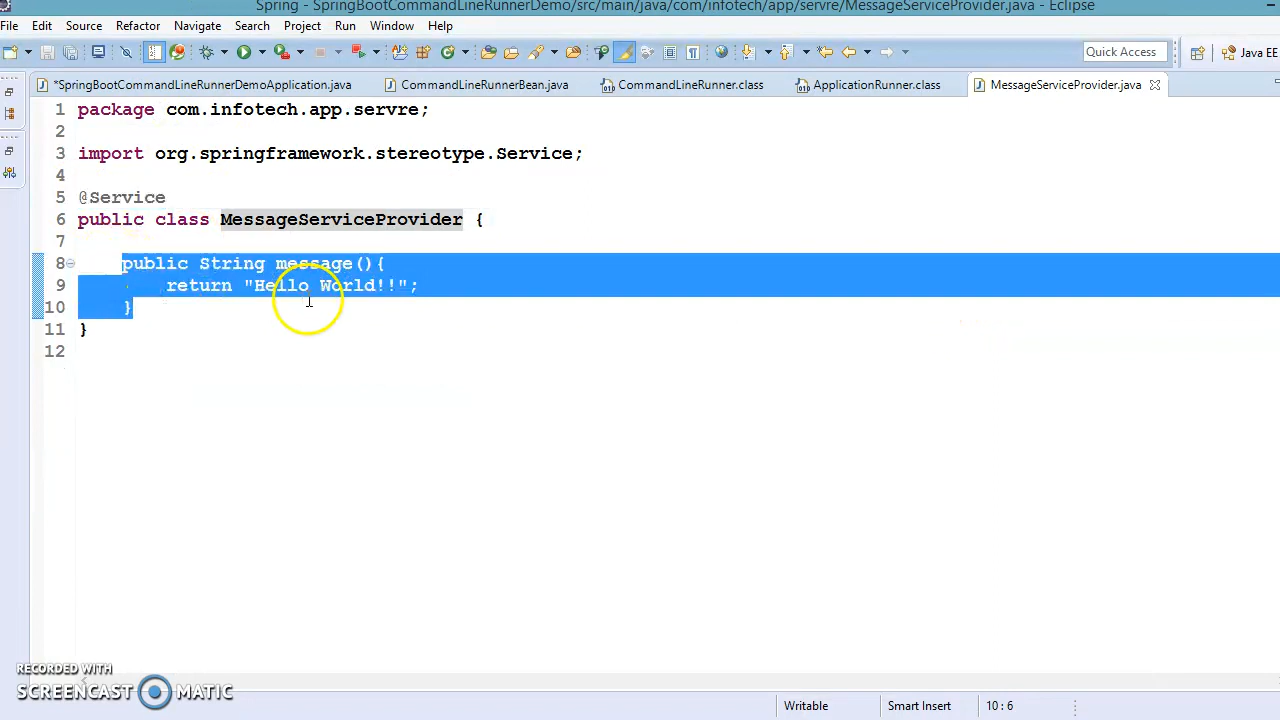 Spring - SpringBootCommandLineRunnerDemo/src/main/java/com/infotech/app/servre/MessageServiceProvider.java - Eclipse
File Edit Source Refactor Navigate Search Project Run Window Help
Quick Access
Java EE
*SpringBootCommandLineRunnerDemoApplication.java CommandLineRunnerBean.java CommandLineRunner.class ApplicationRunner.class MessageServiceProvider.java
1 package com.infotech.app.servre;
2
3 import org.springframework.stereotype.Service;
4
5 @Service
6 public class MessageServiceProvider {
7
8 public String message(){
9 return "Hello World!!";
10 }
11 }
12
RECORDED WITH
SCREENCAST MATIC
Writable Smart Insert 10 : 6